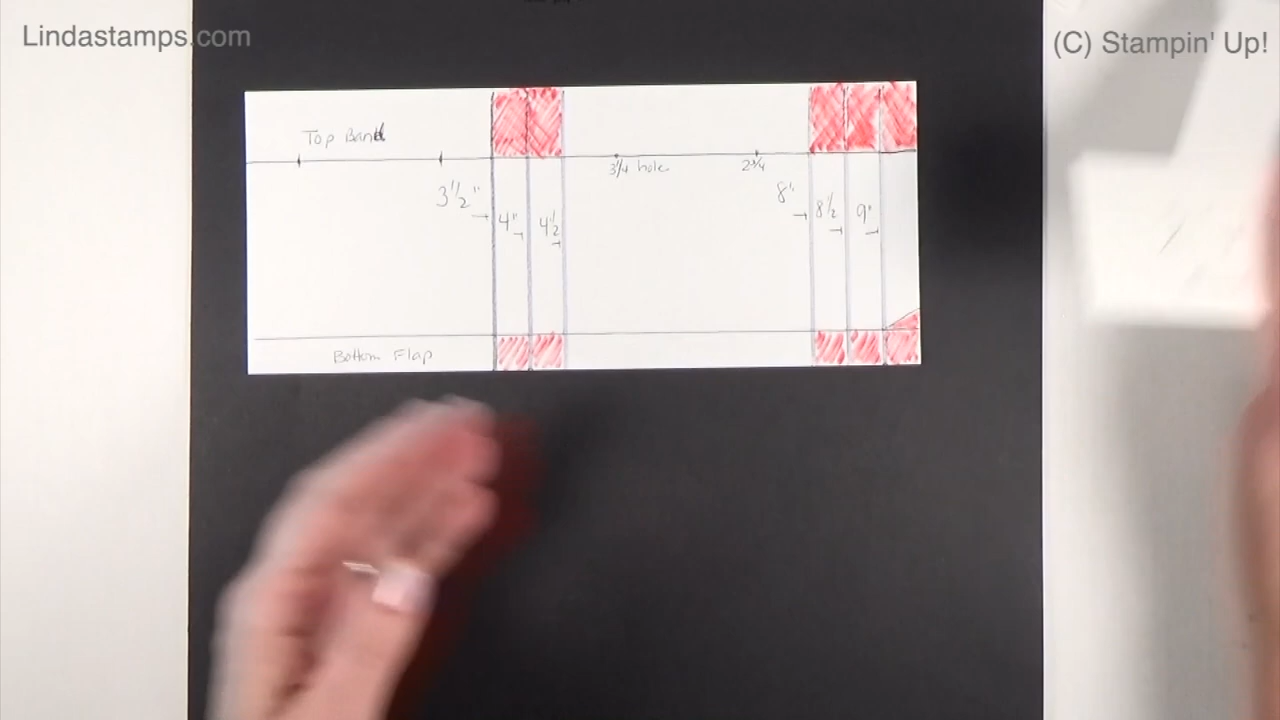 Lindastamps.com
(C) Stampin' Up!
Top Band
3 1/4 hole
2 3/4
3 1/2"
4"
4 1/2
8"
8 1/2
9"
Bottom Flap